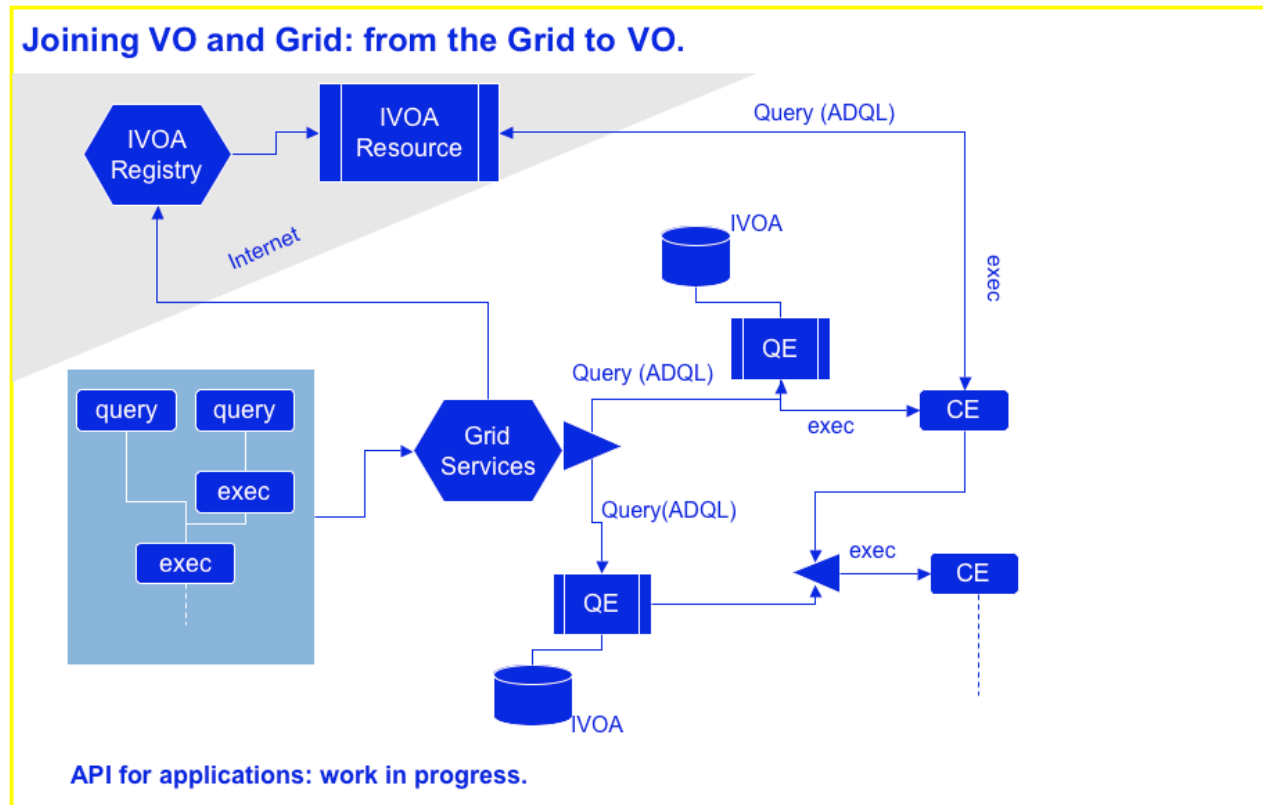 Joining VO and Grid: from the Grid to VO.
IVOA
Registry
IVOA
Resource
Query (ADQL)
Internet
IVOA
exec
QE
Query (ADQL)
query
query
exec
exec
Grid
Services
exec
CE
Query(ADQL)
exec
CE
QE
IVOA
API for applications: work in progress.